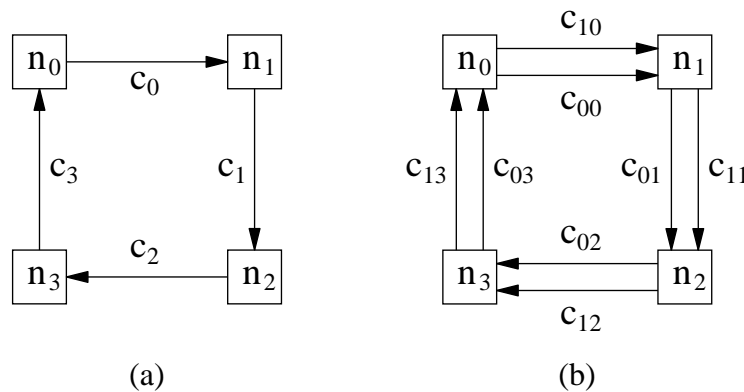 n₀ n₁
c₀
c₃ c₁
c₂
n₃ n₂
(a)
c₁₀
n₀ n₁
c₀₀
c₁₃ c₀₃ c₀₁ c₁₁
c₀₂
n₃ n₂
c₁₂
(b)